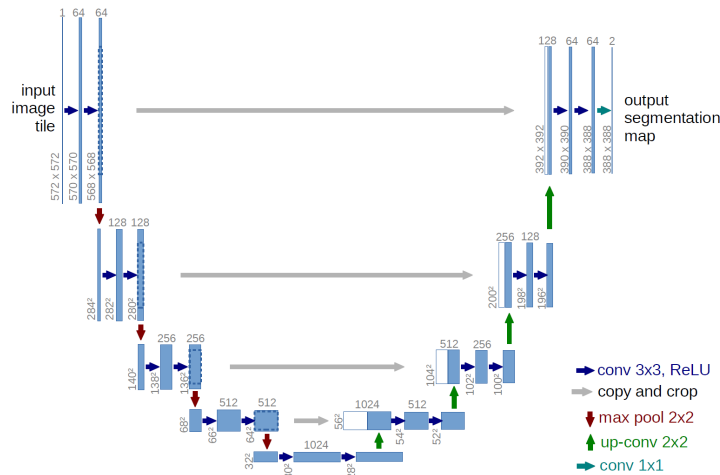 1 64 64
128 64 64 2
input
image
tile
output
segmentation
map
572 x 572
570 x 570
568 x 568
392 x 392
390 x 390
388 x 388
388 x 388
128 128
256 128
284²
282²
280²
200²
198²
196²
256 256
512 256
140²
138²
136²
104²
102²
100²
512 512
1024 512
68²
66²
64²
56²
54²
52²
1024
32²
conv 3x3, ReLU
copy and crop
max pool 2x2
up-conv 2x2
conv 1x1